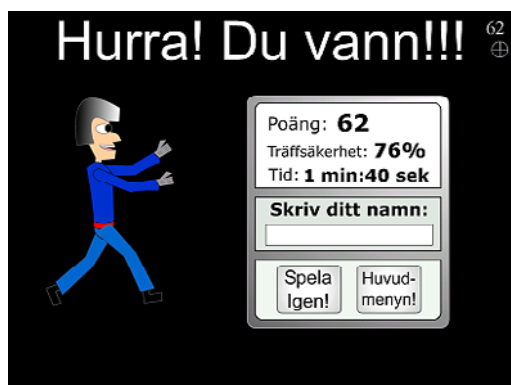 Hurra! Du vann!!!
62
Poäng: 62
Träffsäkerhet: 76%
Tid: 1 min:40 sek
Skriv ditt namn:
Spela
Igen!
Huvud-
menyn!